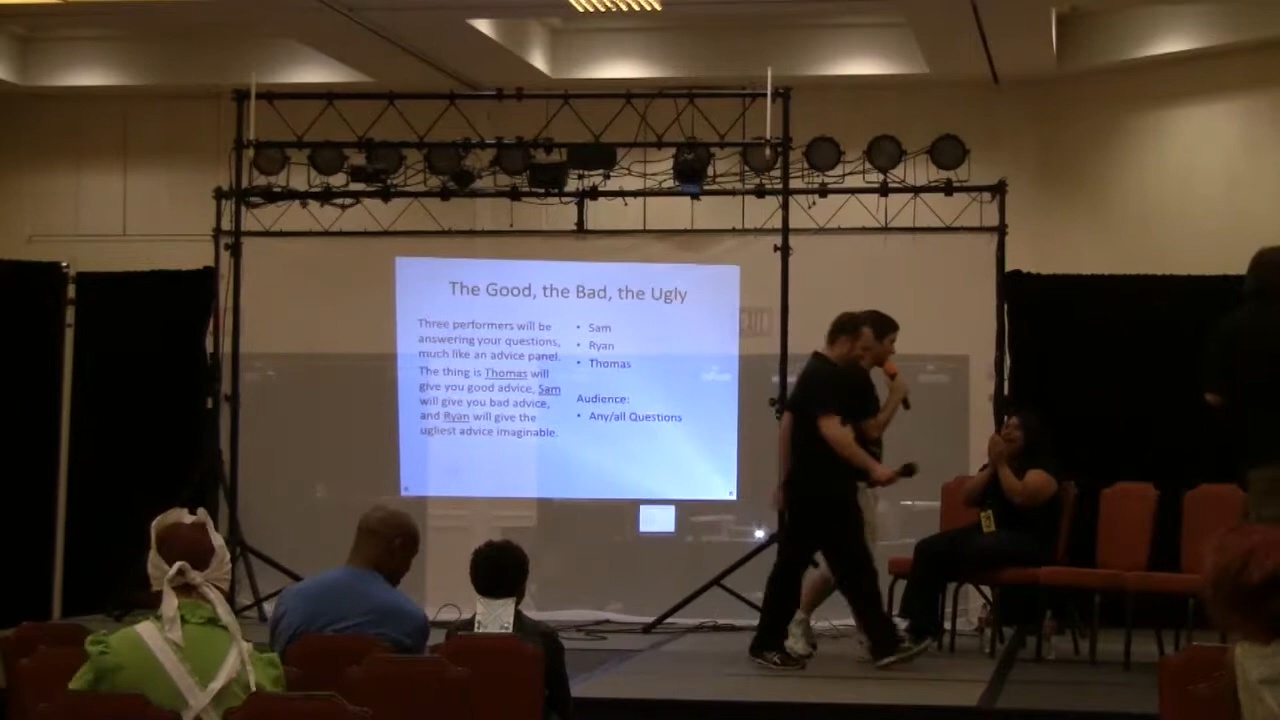 The Good, the Bad, the Ugly
Three performers will be
answering your questions,
much like an advice panel.
The thing is Thomas will
give you good advice, Sam
will give you bad advice,
and Ryan will give the
ugliest advice imaginable.
• Sam
• Ryan
• Thomas
Audience:
• Any/all Questions
EXIT